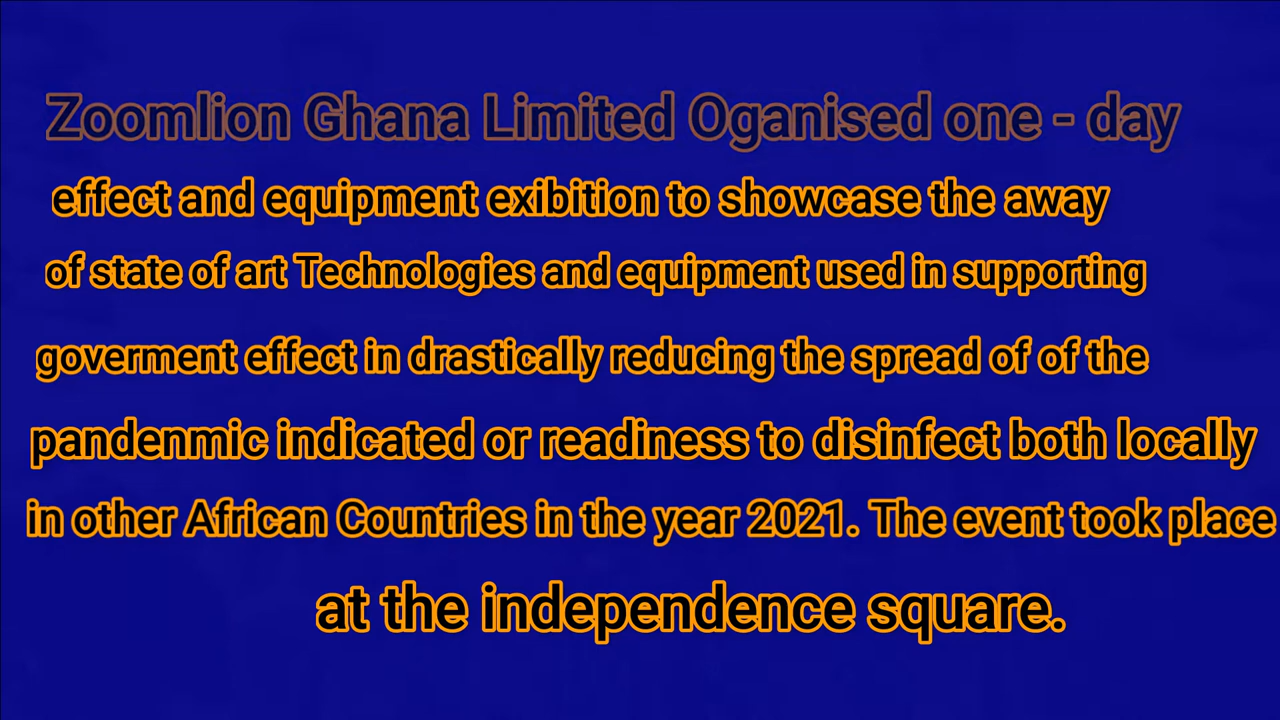 Zoomlion Ghana Limited Oganised one - day
effect and equipment exibition to showcase the away
of state of art Technologies and equipment used in supporting
goverment effect in drastically reducing the spread of of the
pandenmic indicated or readiness to disinfect both locally
in other African Countries in the year 2021. The event took place
at the independence square.